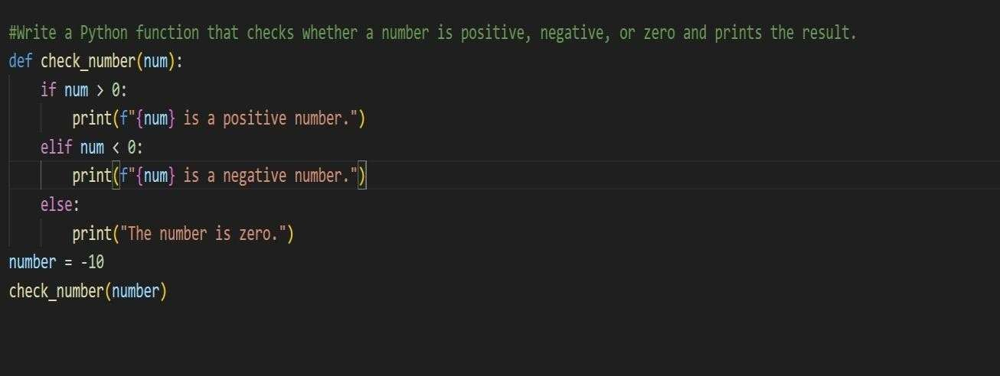 #Write a Python function that checks whether a number is positive, negative, or zero and prints the result.
def check_number(num):
    if num > 0:
        print(f"{num} is a positive number.")
    elif num < 0:
        print(f"{num} is a negative number.")
    else:
        print("The number is zero.")
number = -10
check_number(number)